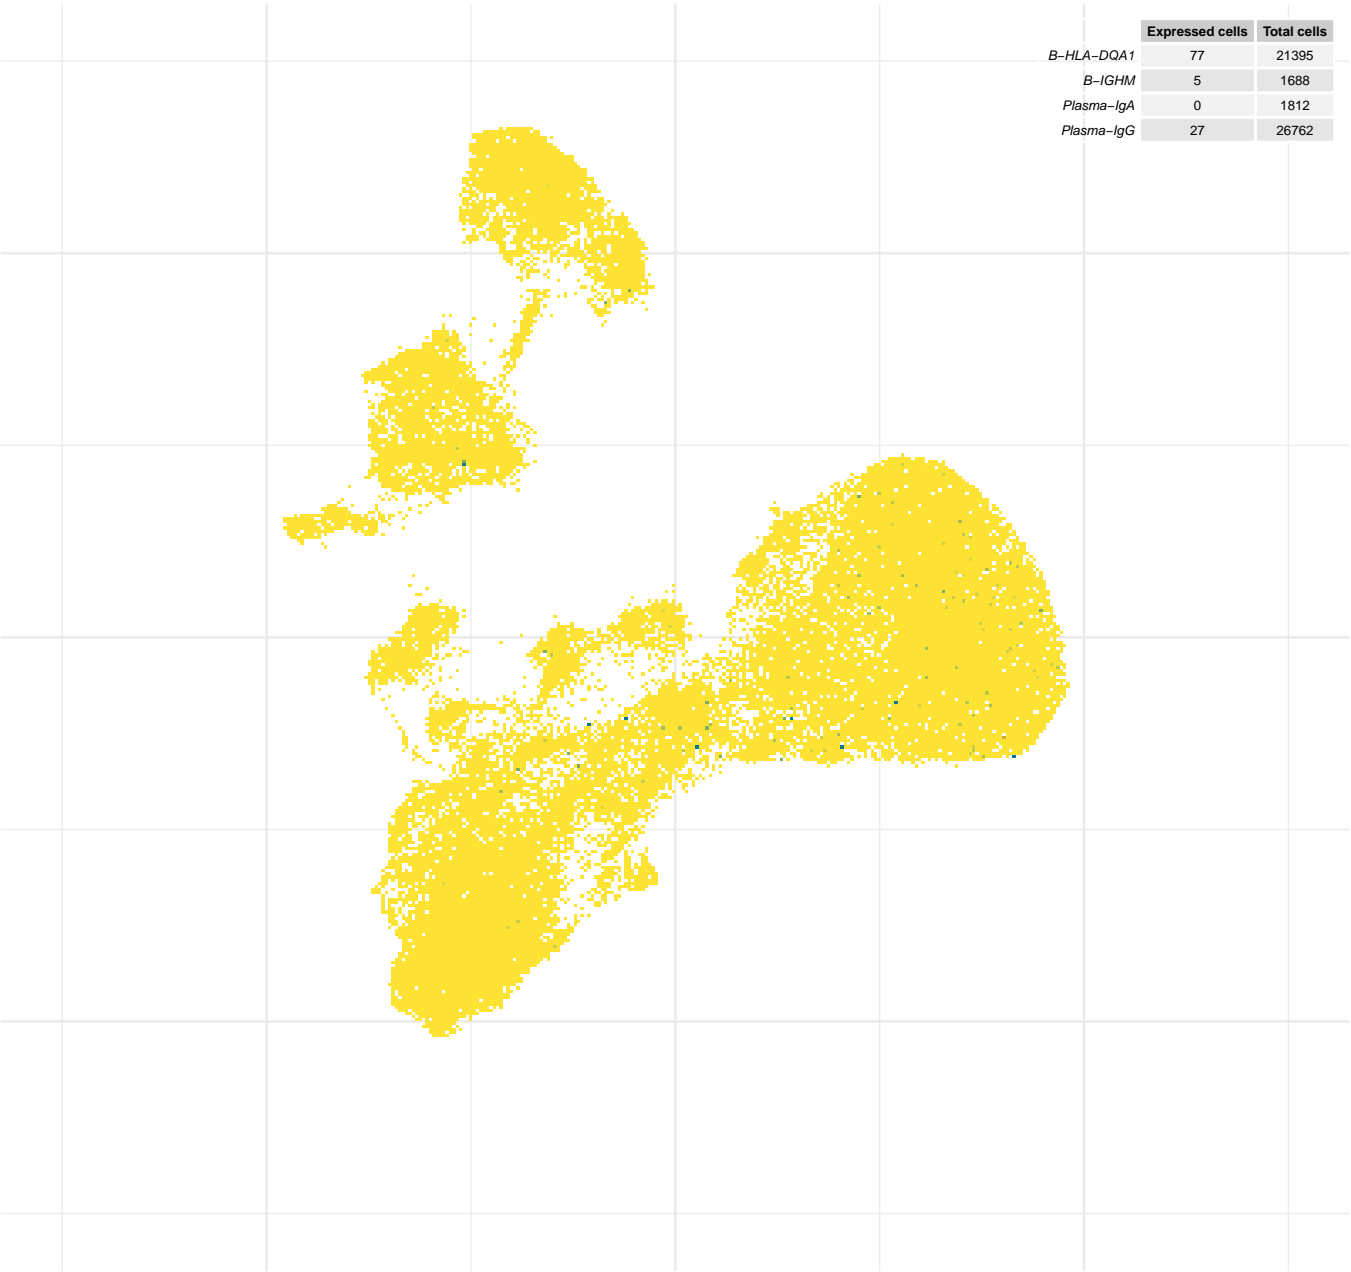 Expressed cells Total cells
B−HLA−DQA1 77 21395
B−IGHM 5 1688
Plasma−IgA 0 1812
Plasma−IgG 27 26762